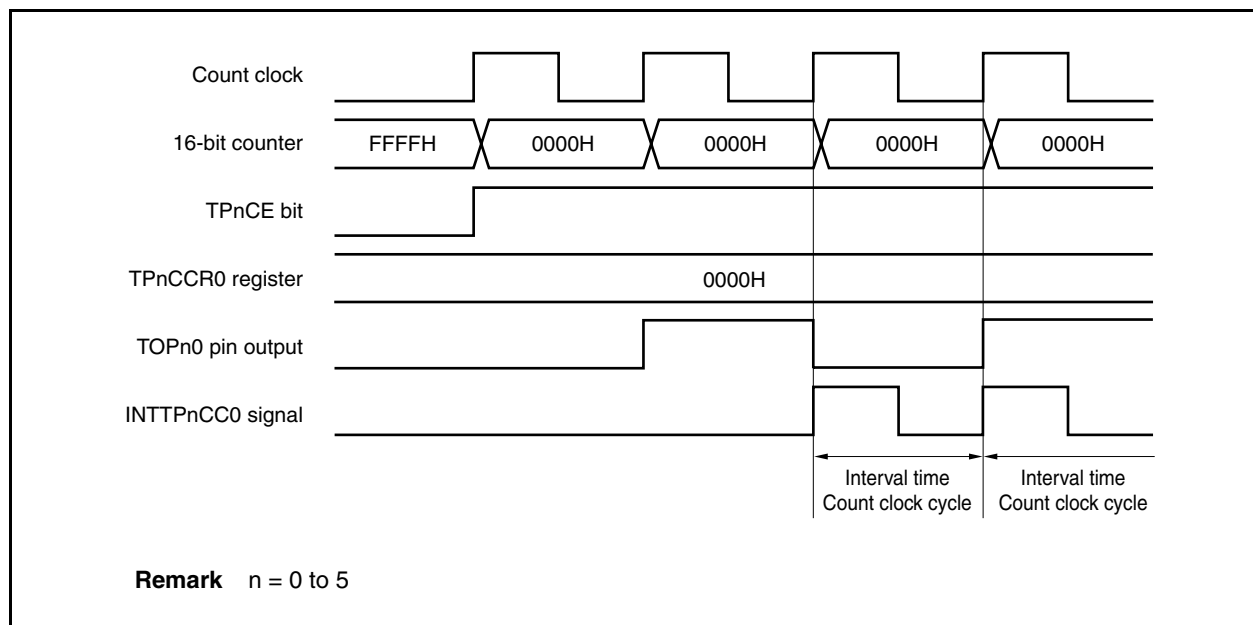 Count clock
16-bit counter
FFFFH 0000H 0000H 0000H 0000H
TPnCE bit
TPnCCR0 register
0000H
TOPn0 pin output
INTTPnCC0 signal
Interval time
Count clock cycle
Interval time
Count clock cycle
Remark n = 0 to 5